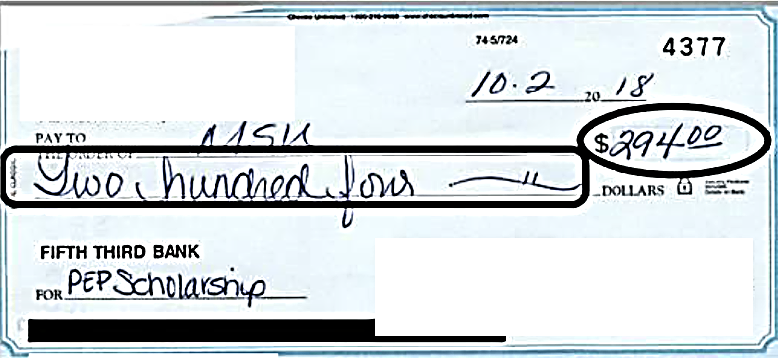 74-5/724
4377
10.2 20 18
PAY TO
THE ORDER OF MSU $294.00
Two hundred four DOLLARS
FIFTH THIRD BANK
FOR PEP Scholarship